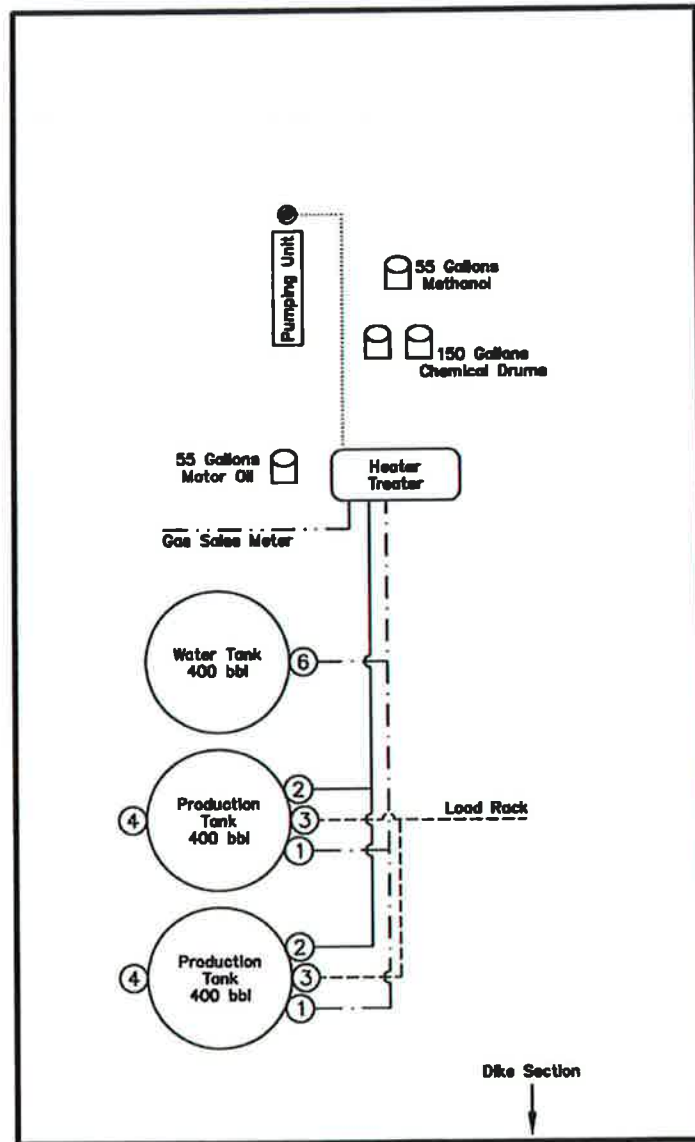 Pumping Unit
55 Gallons
Methanol
150 Gallons
Chemical Drums
55 Gallons
Motor Oil
Heater
Treater
Gas Sales Meter
Water Tank
400 bbl
6
2
Production
Tank
400 bbl
4
3
Load Rack
1
2
Production
Tank
400 bbl
4
3
1
Dike Section